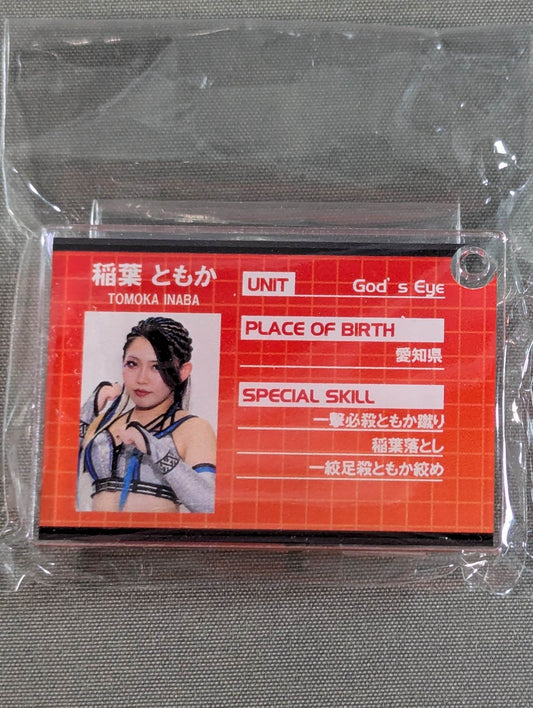 稲葉 ともか
TOMOKA INABA
UNIT
God's Eye
PLACE OF BIRTH
愛知県
SPECIAL SKILL
一撃必殺ともか蹴り
稲葉落とし
一絞足殺ともか絞め